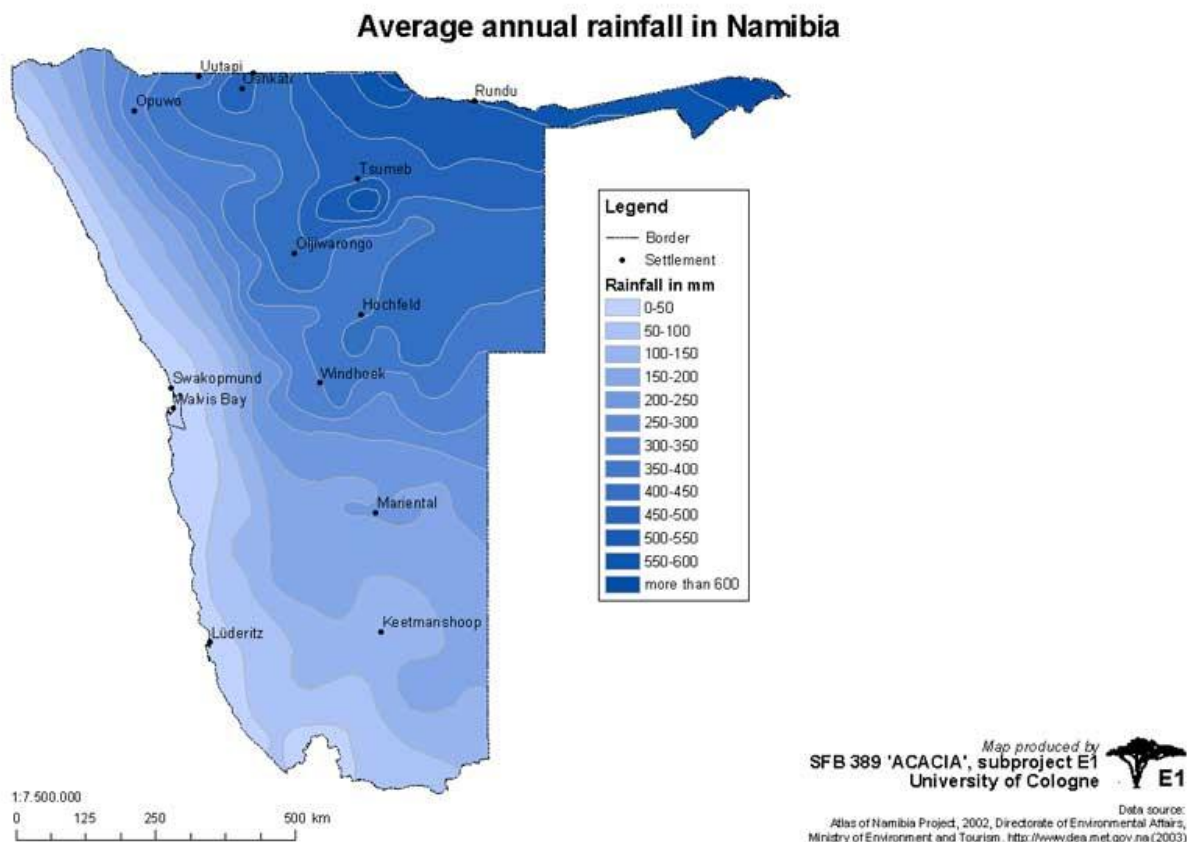 Average annual rainfall in Namibia
Uutapi
Oshakati
Opuwo
Rundu
Tsumeb
Otjiwarongo
Hochfeld
Windhoek
Swakopmund
Walvis Bay
Mariental
Keetmanshoop
Lüderitz
Legend
Border
Settlement
Rainfall in mm
0-50
50-100
100-150
150-200
200-250
250-300
300-350
350-400
400-450
450-500
500-550
550-600
more than 600
1:7.500.000
0 125 250 500 km
Map produced by
SFB 389 'ACACIA', subproject E1
University of Cologne
E1
Data source:
Atlas of Namibia Project, 2002, Directorate of Environmental Affairs,
Ministry of Environment and Tourism, http://www.dea.met.gov.na (2003)